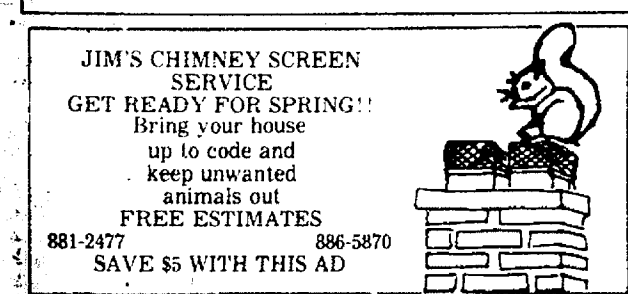 JIM'S CHIMNEY SCREEN
SERVICE
GET READY FOR SPRING!!
Bring your house
up to code and
keep unwanted
animals out
FREE ESTIMATES
881-2477 886-5870
SAVE $5 WITH THIS AD